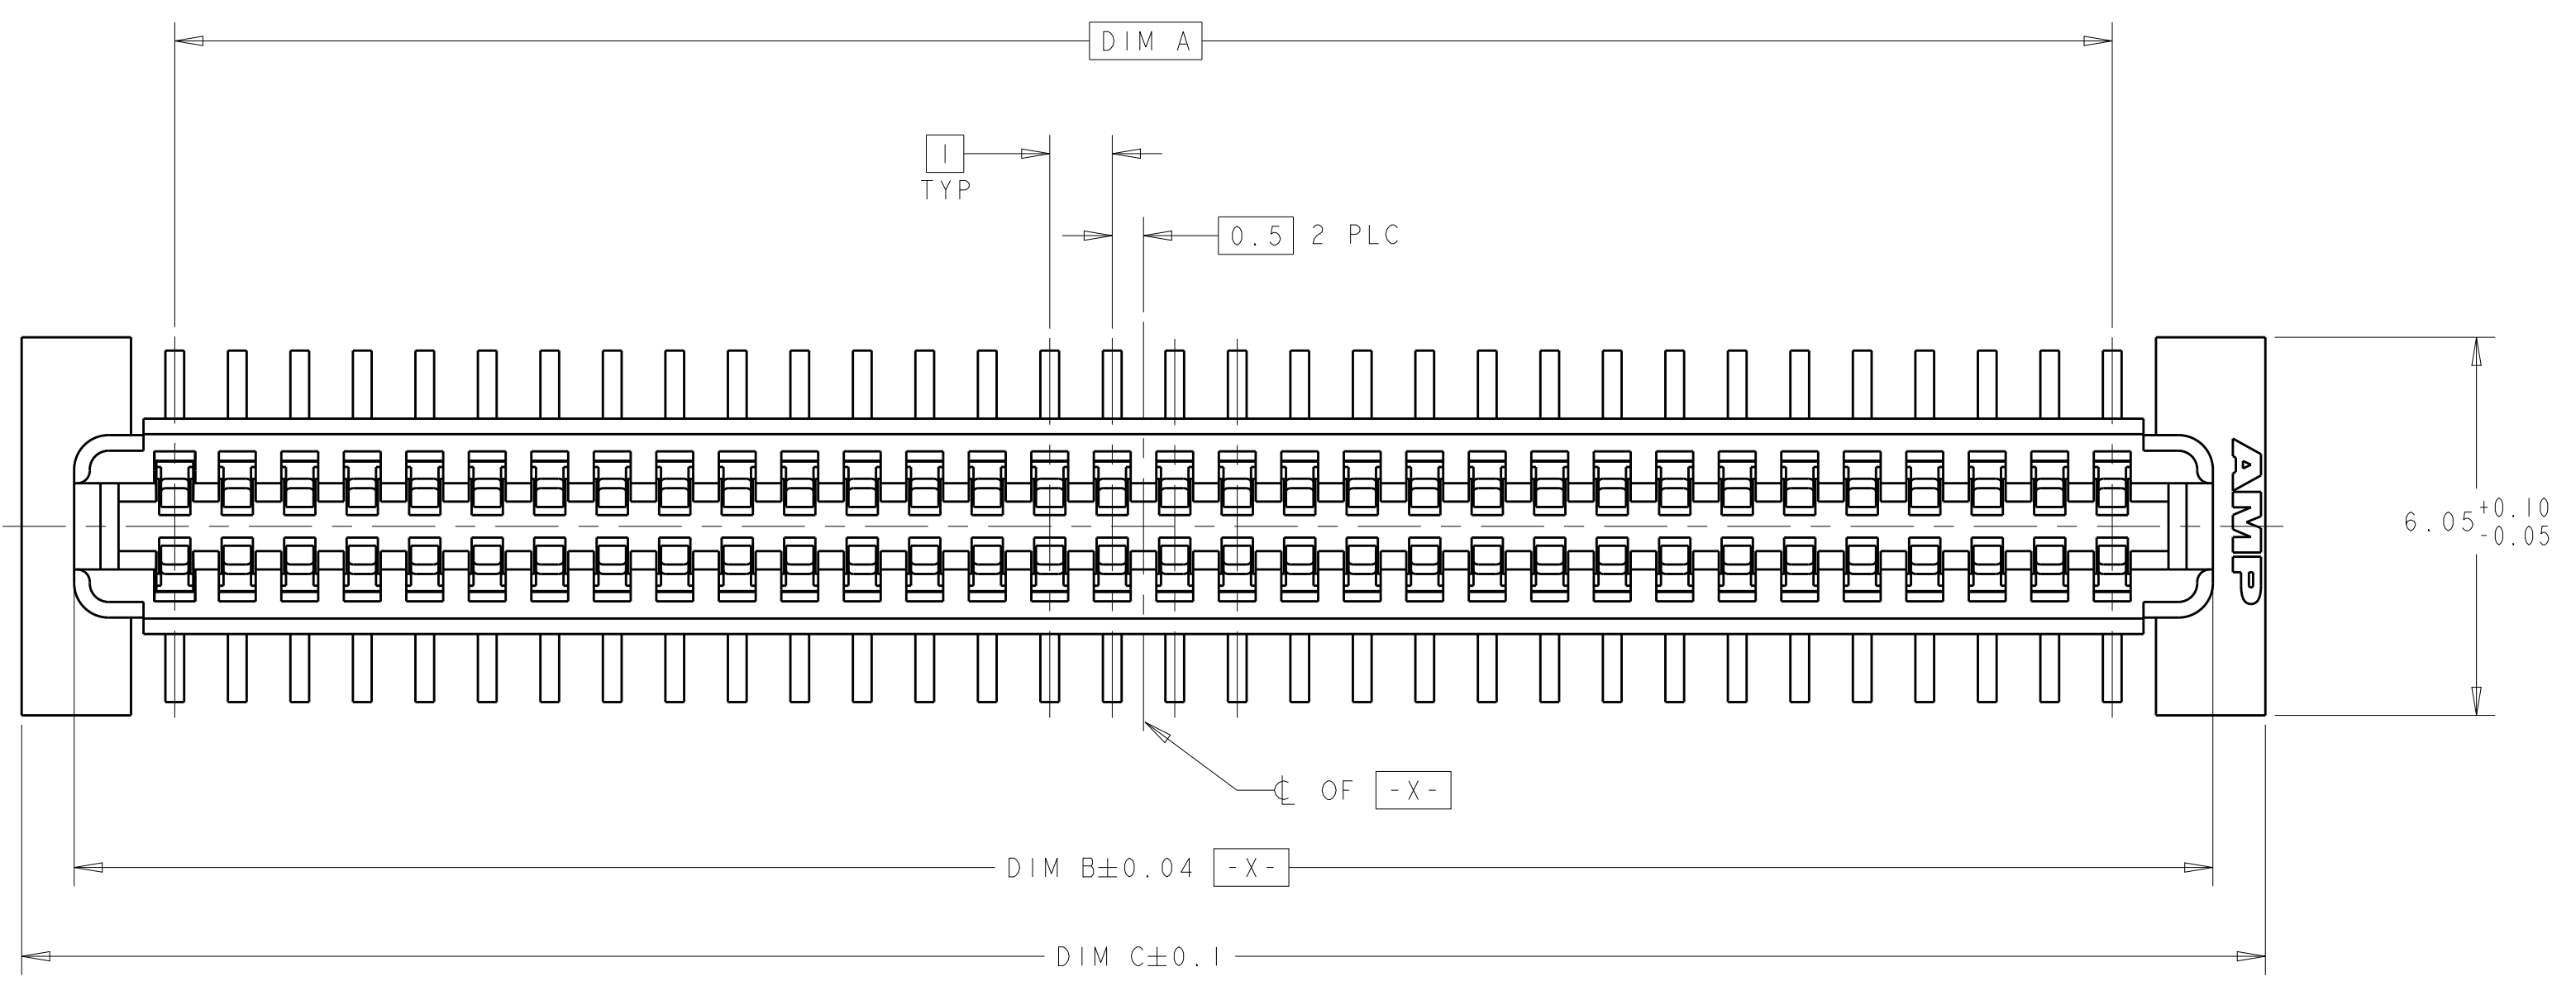 DIM A
1
TYP
0.5 2 PLC
AMP
6.05 +0.10
-0.05
℄ OF -X-
DIM B±0.04 -X-
DIM C±0.1